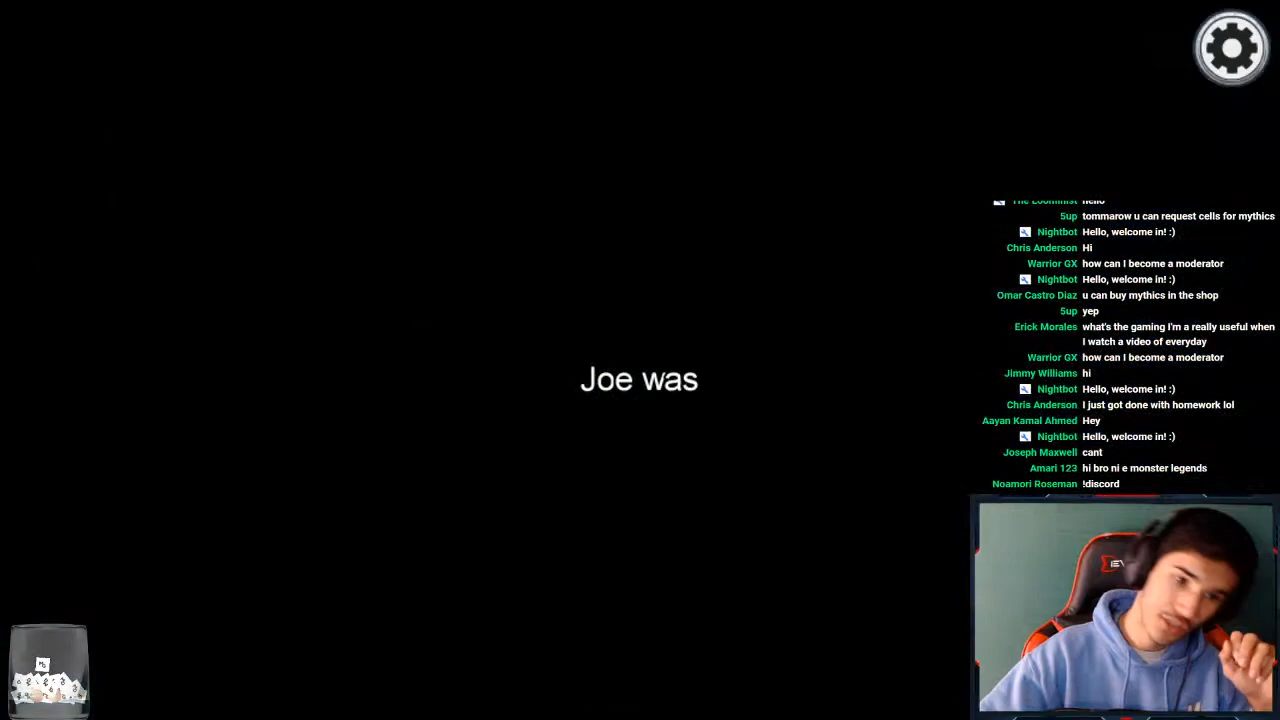 The Loominist hello
5up tommarow u can request cells for mythics
Nightbot Hello, welcome in! :)
Chris Anderson Hi
Warrior GX how can I become a moderator
Nightbot Hello, welcome in! :)
Omar Castro Diaz u can buy mythics in the shop
5up yep
Erick Morales what's the gaming I'm a really useful when
I watch a video of everyday
Warrior GX how can I become a moderator
Jimmy Williams hi
Nightbot Hello, welcome in! :)
Joe was
Chris Anderson I just got done with homework lol
Aayan Kamal Ahmed Hey
Nightbot Hello, welcome in! :)
Joseph Maxwell cant
Amari 123 hi bro ni e monster legends
Noamori Roseman !discord